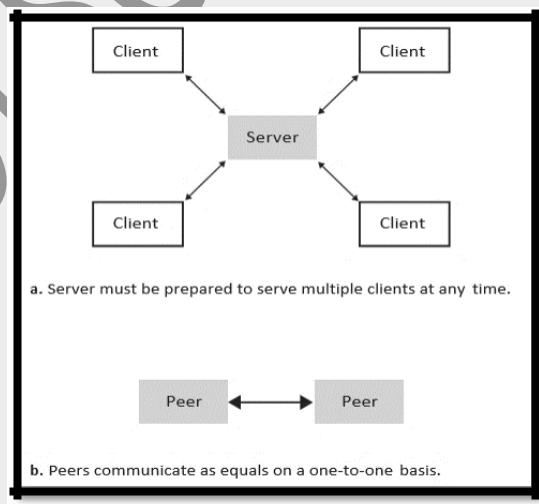 Client Client
Server
Client Client
a. Server must be prepared to serve multiple clients at any time.
Peer Peer
b. Peers communicate as equals on a one-to-one basis.